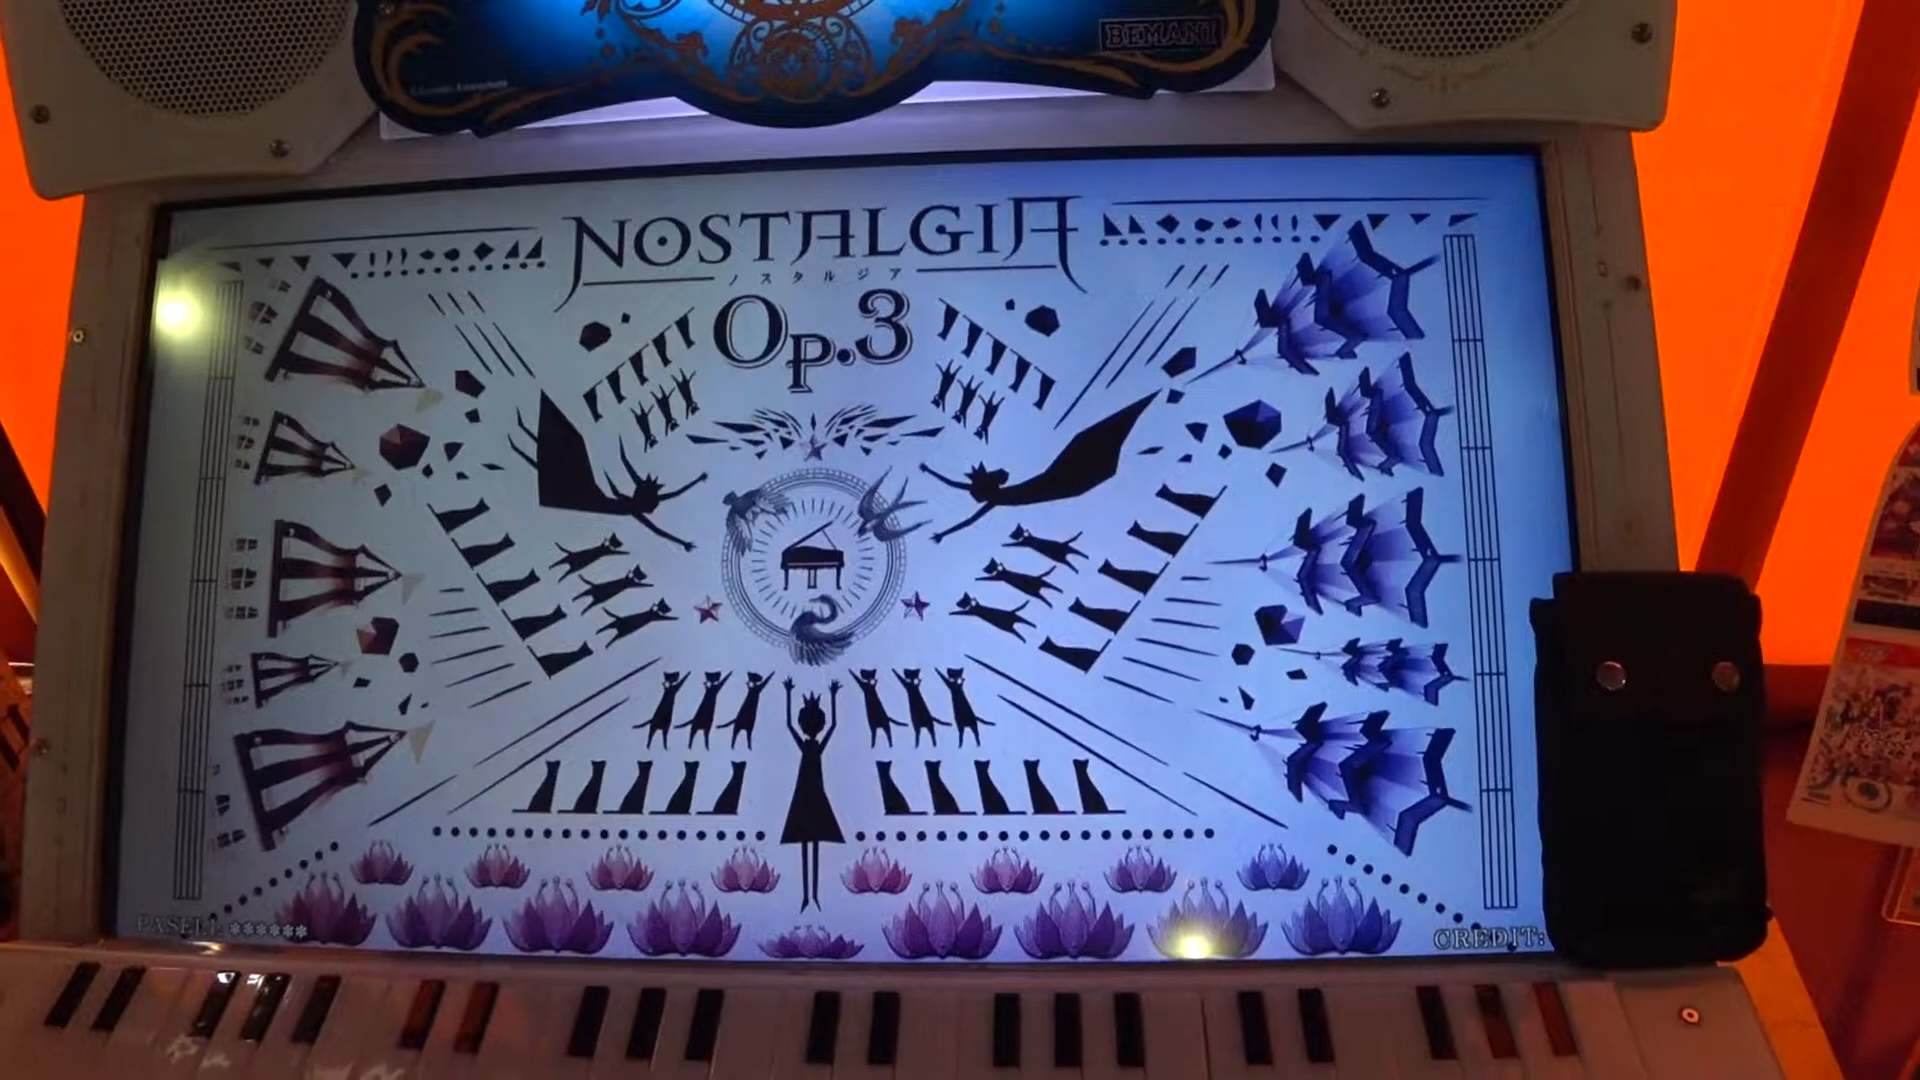 BEMANI
NOSTALGIA
ノスタルジア
Op.3
PASELI: ******
CREDIT: